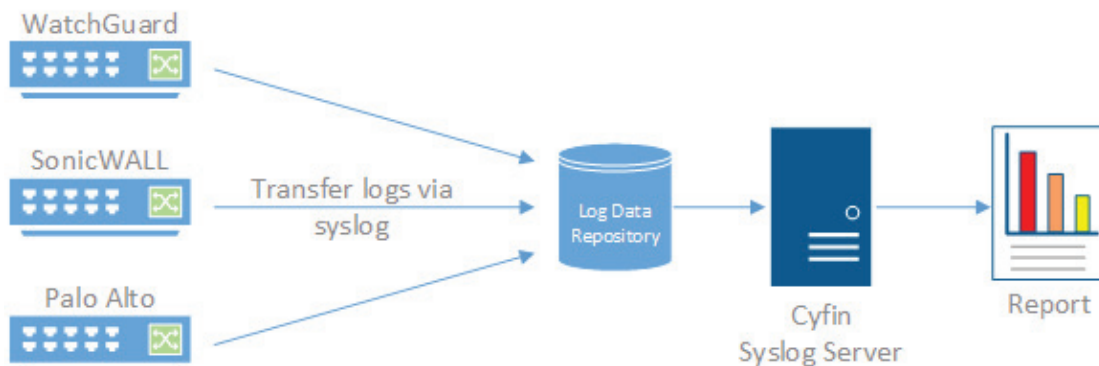 WatchGuard
SonicWALL
Transfer logs via
syslog
Palo Alto
Log Data
Repository
Cyfin
Syslog Server
Report